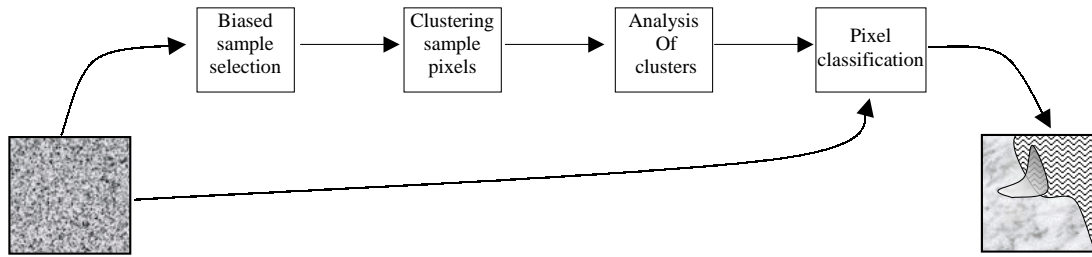 Biased
sample
selection
Clustering
sample
pixels
Analysis
Of
clusters
Pixel
classification